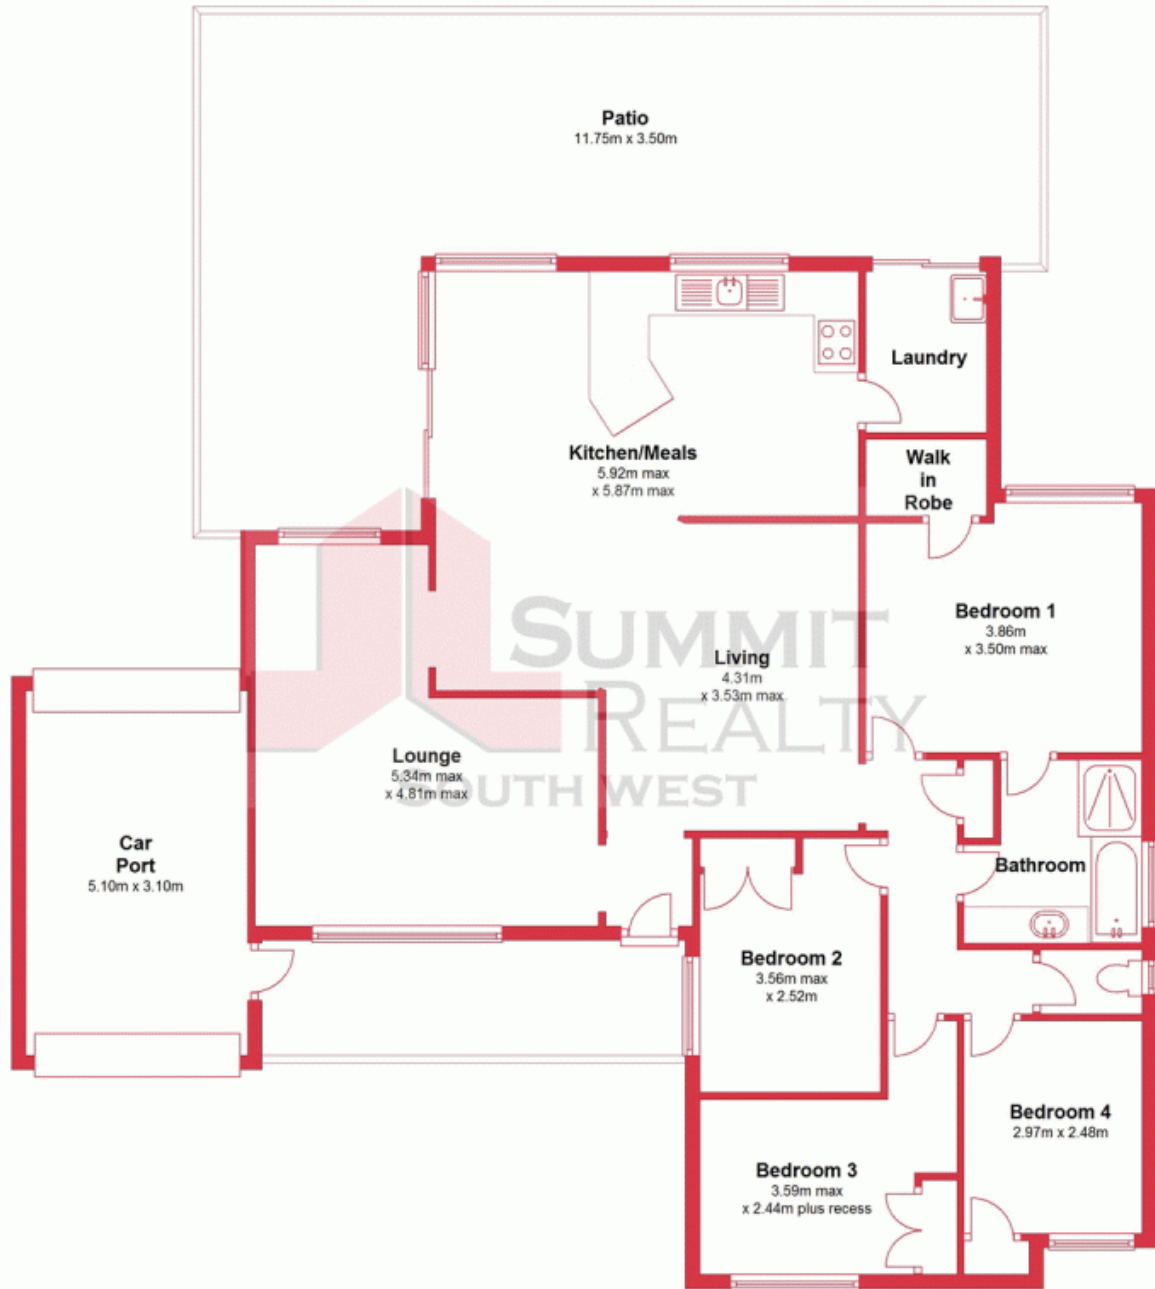 Patio
11.75m x 3.50m
Laundry
Kitchen/Meals
5.92m max
x 5.87m max
Walk
in
Robe
Bedroom 1
3.86m
x 3.50m max
SUMMIT
REALTY
SOUTH WEST
Living
4.31m
x 3.53m max
Lounge
5.34m max
x 4.81m max
Car
Port
5.10m x 3.10m
Bathroom
Bedroom 2
3.56m max
x 2.52m
Bedroom 4
2.97m x 2.48m
Bedroom 3
3.59m max
x 2.44m plus recess